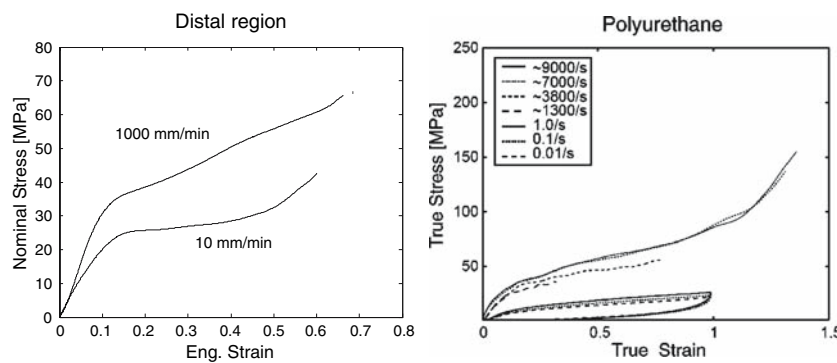 Distal region
Nominal Stress [MPa]
80
70
60
50
40
30
20
10
0
1000 mm/min
10 mm/min
0 0.1 0.2 0.3 0.4 0.5 0.6 0.7 0.8
Eng. Strain
Polyurethane
True Stress [MPa]
250
200
150
100
50
~9000/s
~7000/s
~3800/s
~1300/s
1.0/s
0.1/s
0.01/s
0 0.5 1 1.5
True Strain